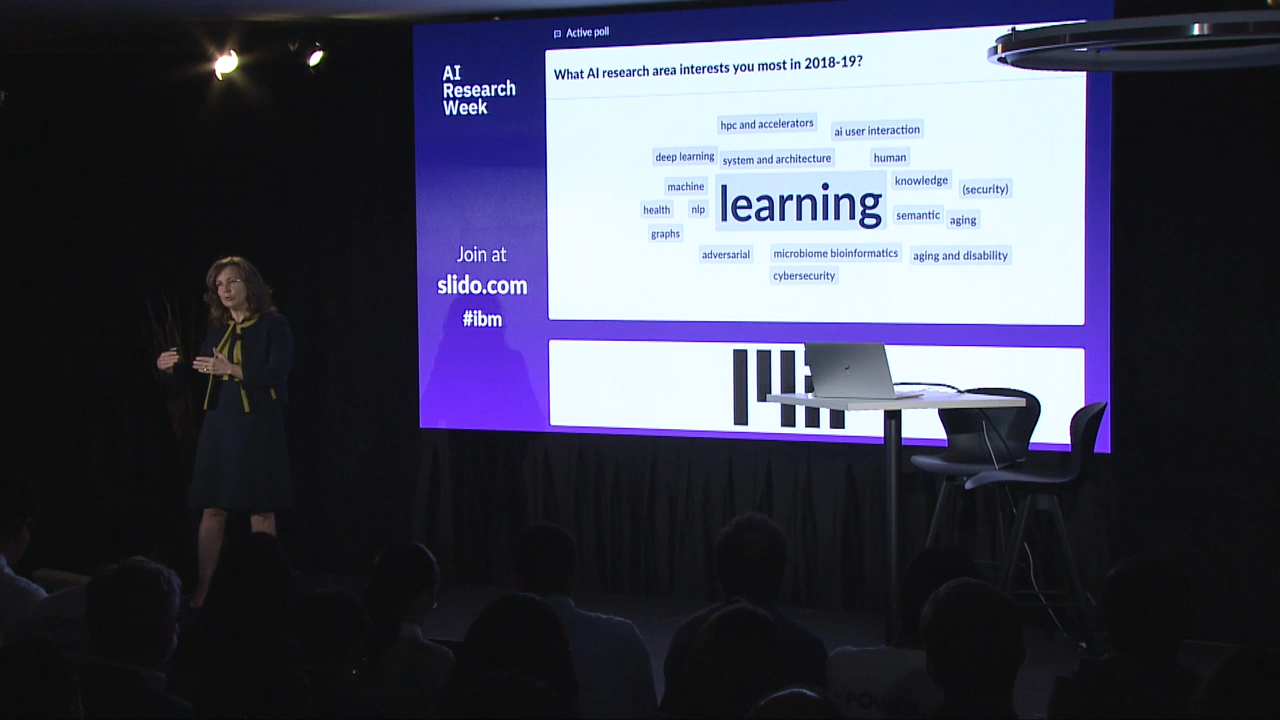 Active poll
AI
Research
Week
What AI research area interests you most in 2018-19?
hpc and accelerators
ai user interaction
deep learning
system and architecture
human
machine
learning
knowledge
(security)
health
nlp
semantic
aging
graphs
adversarial
microbiome bioinformatics
aging and disability
cybersecurity
Join at
slido.com
#ibm